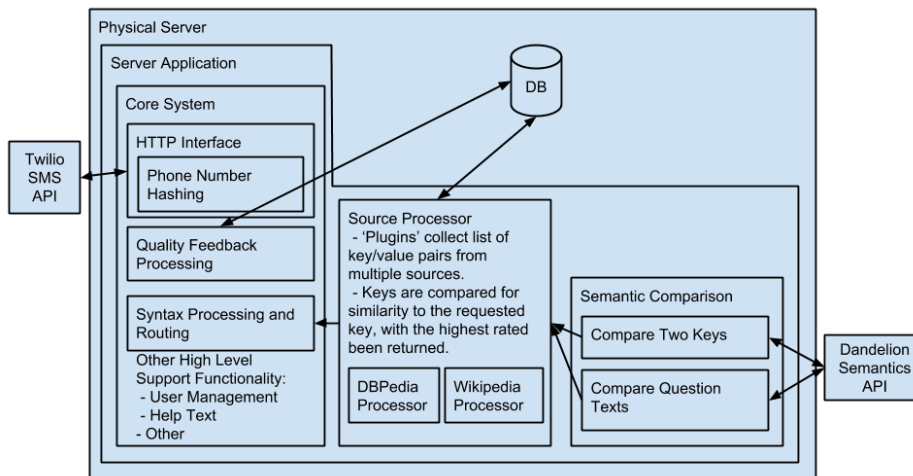 Physical Server
Server Application
Core System
HTTP Interface
Phone Number
Hashing
Twilio
SMS
API
DB
Quality Feedback
Processing
Syntax Processing and
Routing
Other High Level
Support Functionality:
- User Management
- Help Text
- Other
Source Processor
- ‘Plugins’ collect list of
key/value pairs from
multiple sources.
- Keys are compared for
similarity to the requested
key, with the highest rated
been returned.
DBPedia
Processor
Wikipedia
Processor
Semantic Comparison
Compare Two Keys
Compare Question
Texts
Dandelion
Semantics
API